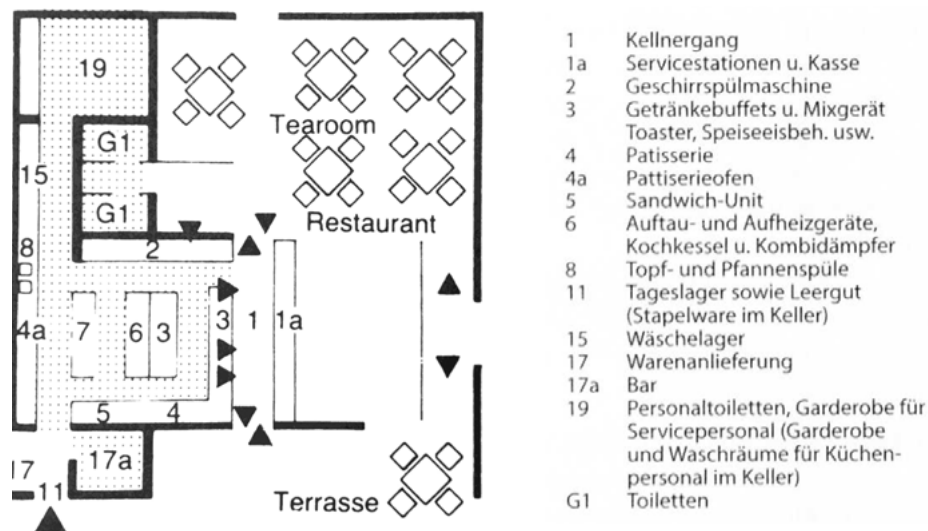 19
G1
Tearoom
15
G1
Restaurant
8
2
4a
7
6
3
3
1
1a
5
4
17
17a
11
Terrasse
1 Kellnergang
1a Servicestationen u. Kasse
2 Geschirrspülmaschine
3 Getränkebuffets u. Mixgerät
Toaster, Speiseeisbeh. usw.
4 Patisserie
4a Pattiserieofen
5 Sandwich-Unit
6 Auftau- und Aufheizgeräte,
Kochkessel u. Kombidämpfer
8 Topf- und Pfannenspüle
11 Tageslager sowie Leergut
(Stapelware im Keller)
15 Wäschelager
17 Warenanlieferung
17a Bar
19 Personaltoiletten, Garderobe für
Servicepersonal (Garderobe
und Waschräume für Küchen-
personal im Keller)
G1 Toiletten